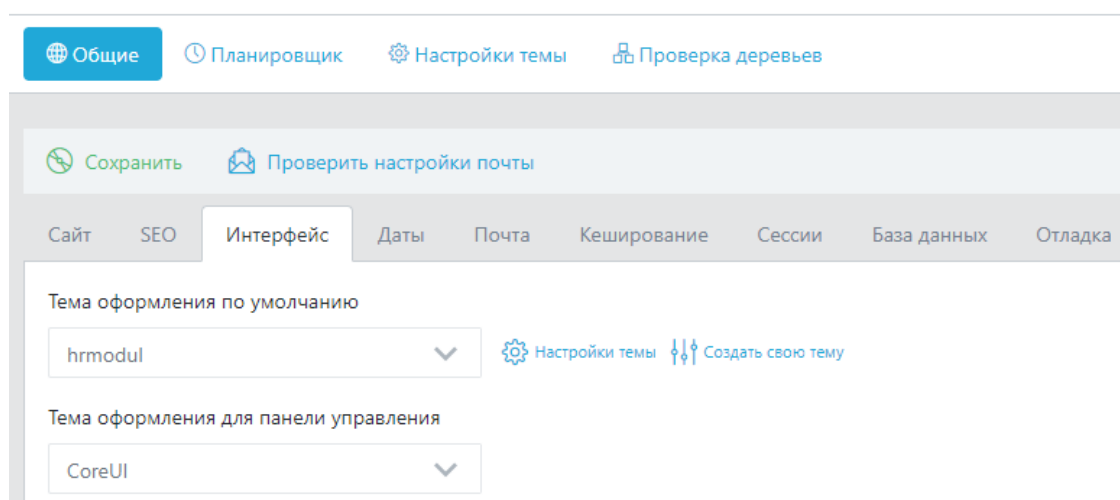 Общие Планировщик Настройки темы Проверка деревьев
Сохранить Проверить настройки почты
Сайт SEO Интерфейс Даты Почта Кеширование Сессии База данных Отладка
Тема оформления по умолчанию
hrmodul Настройки темы Создать свою тему
Тема оформления для панели управления
CoreUI